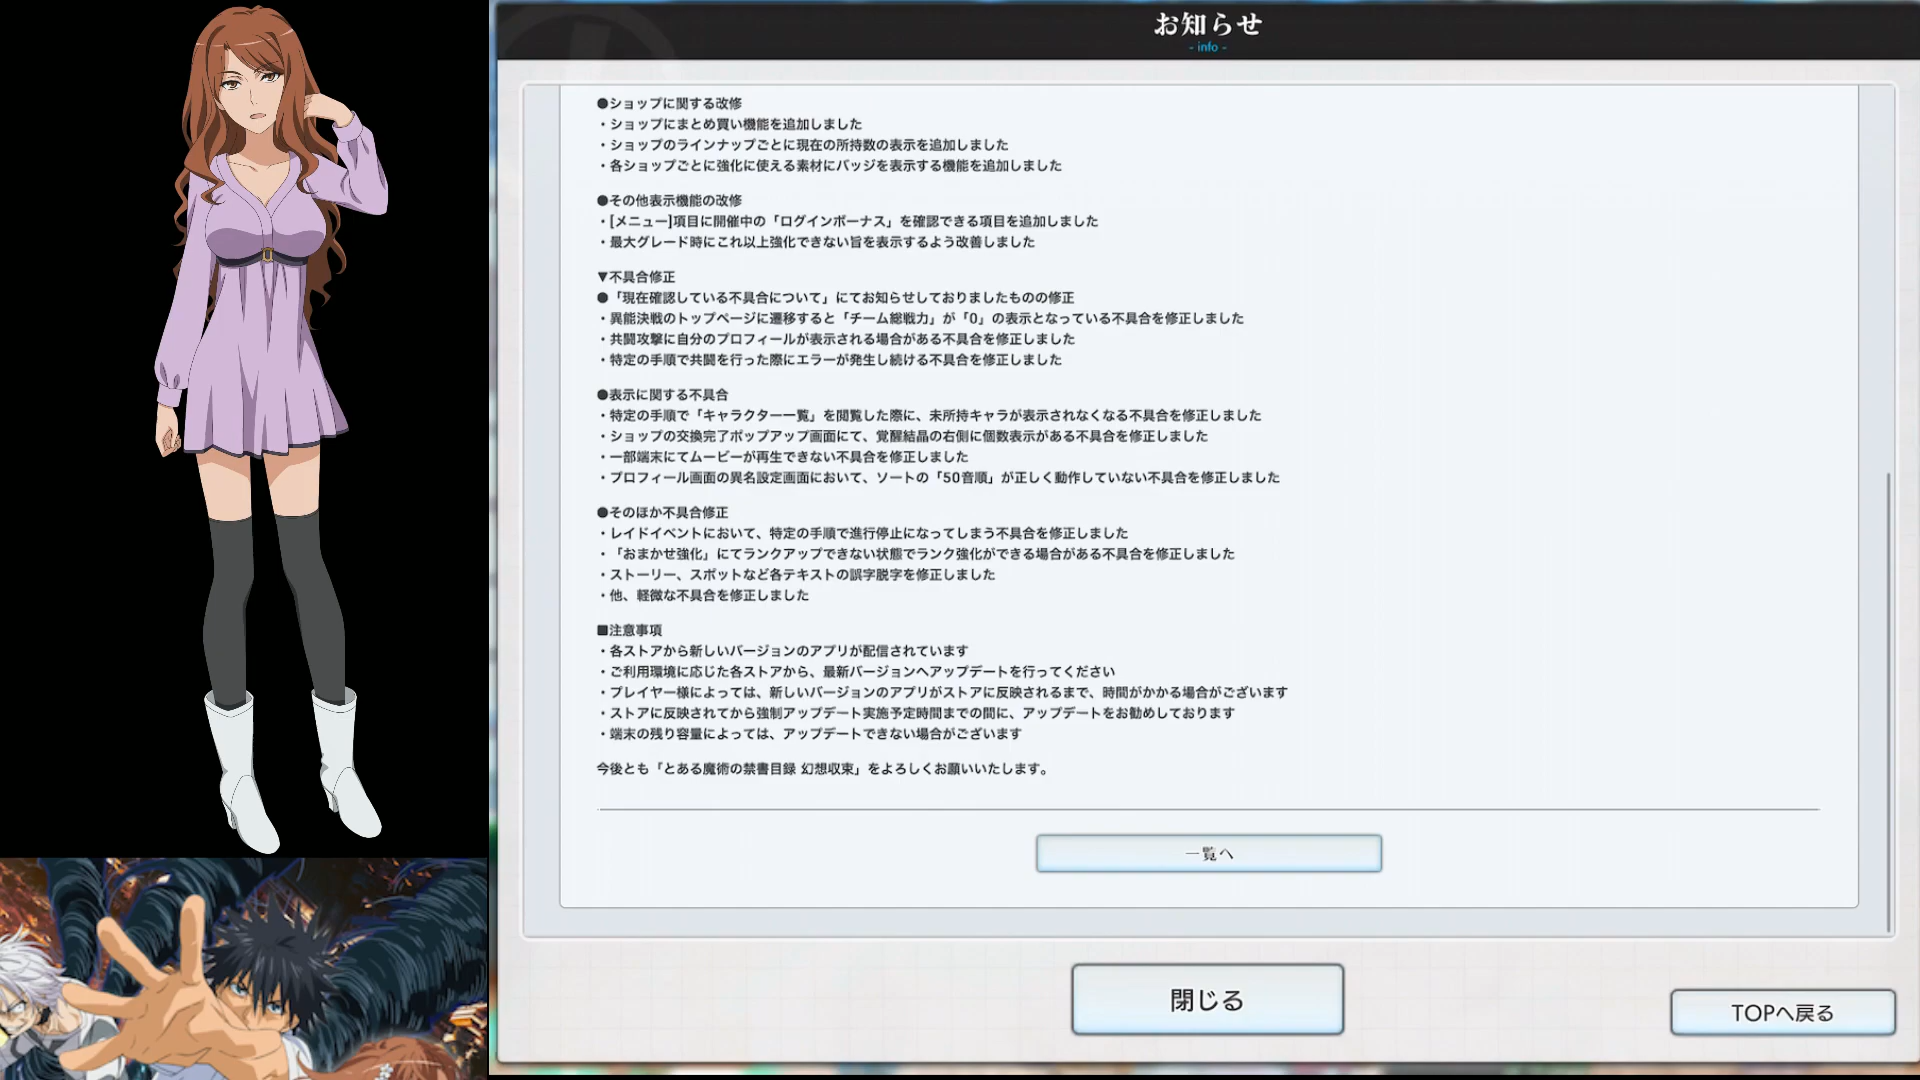 お知らせ
- info -
●ショップに関する改修
・ショップにまとめ買い機能を追加しました
・ショップのラインナップごとに現在の所持数の表示を追加しました
・各ショップごとに強化に使える素材にバッジを表示する機能を追加しました
●その他表示機能の改修
・[メニュー]項目に開催中の「ログインボーナス」を確認できる項目を追加しました
・最大グレード時にこれ以上強化できない旨を表示するよう改善しました
▼不具合修正
●「現在確認している不具合について」にてお知らせしておりましたものの修正
・異能決戦のトップページに遷移すると「チーム総戦力」が「0」の表示となっている不具合を修正しました
・共闘攻撃に自分のプロフィールが表示される場合がある不具合を修正しました
・特定の手順で共闘を行った際にエラーが発生し続ける不具合を修正しました
●表示に関する不具合
・特定の手順で「キャラクター一覧」を閲覧した際に、未所持キャラが表示されなくなる不具合を修正しました
・ショップの交換完了ポップアップ画面にて、覚醒結晶の右側に個数表示がある不具合を修正しました
・一部端末にてムービーが再生できない不具合を修正しました
・プロフィール画面の異名設定画面において、ソートの「50音順」が正しく動作していない不具合を修正しました
●そのほか不具合修正
・レイドイベントにおいて、特定の手順で進行停止になってしまう不具合を修正しました
・「おまかせ強化」にてランクアップできない状態でランク強化ができる場合がある不具合を修正しました
・ストーリー、スポットなど各テキストの誤字脱字を修正しました
・他、軽微な不具合を修正しました
■注意事項
・各ストアから新しいバージョンのアプリが配信されています
・ご利用環境に応じた各ストアから、最新バージョンへアップデートを行ってください
・プレイヤー様によっては、新しいバージョンのアプリがストアに反映されるまで、時間がかかる場合がございます
・ストアに反映されてから強制アップデート実施予定時間までの間に、アップデートをお勧めしております
・端末の残り容量によっては、アップデートできない場合がございます
今後とも「とある魔術の禁書目録 幻想収束」をよろしくお願いいたします。
一覧へ
閉じる
TOPへ戻る